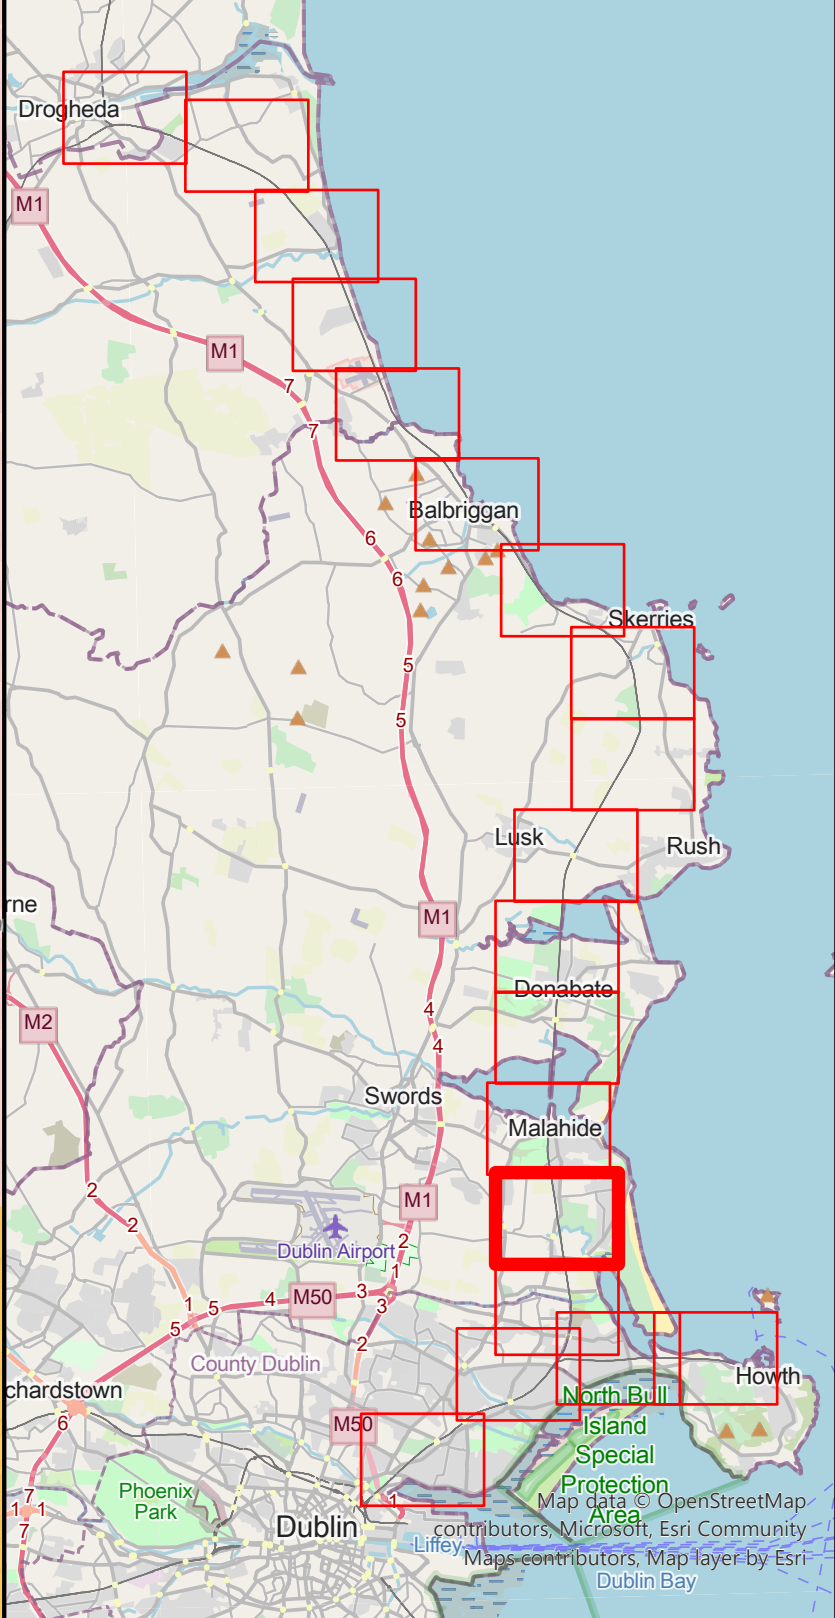 Drogheda
M1
M1
7
7
Balbriggan
6
6
Skerries
5
5
Lusk
Rush
rne
M1
Donabate
4
M2
4
Swords
Malahide
2
M1
2
2
Dublin Airport
1
M50
3
4
1
5
3
5
2
County Dublin
Howth
chardstown
North Bull
Island
Special
Protection
Area
6
M50
Phoenix
Park
7
1
1
1
7
Dublin
Liffey
Map data © OpenStreetMap
contributors, Microsoft, Esri Community
Maps contributors, Map layer by Esri
Dublin Bay